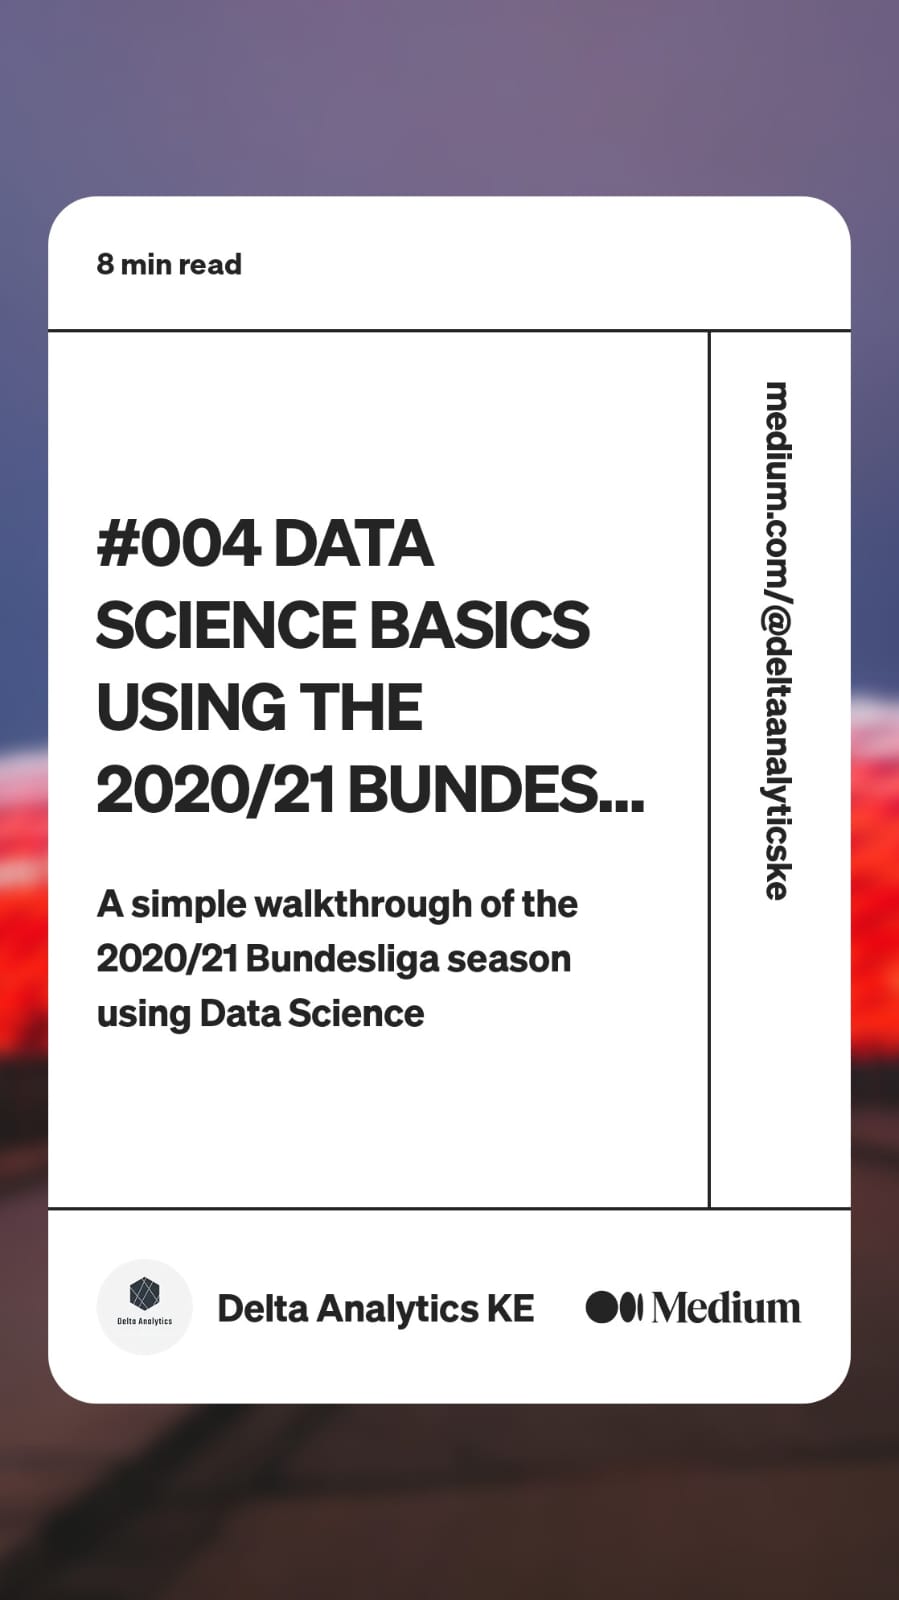 8 min read
#004 DATA
SCIENCE BASICS
USING THE
2020/21 BUNDES...
A simple walkthrough of the
2020/21 Bundesliga season
using Data Science
medium.com/@deltaanalyticske
Delta Analytics
Delta Analytics KE
Medium